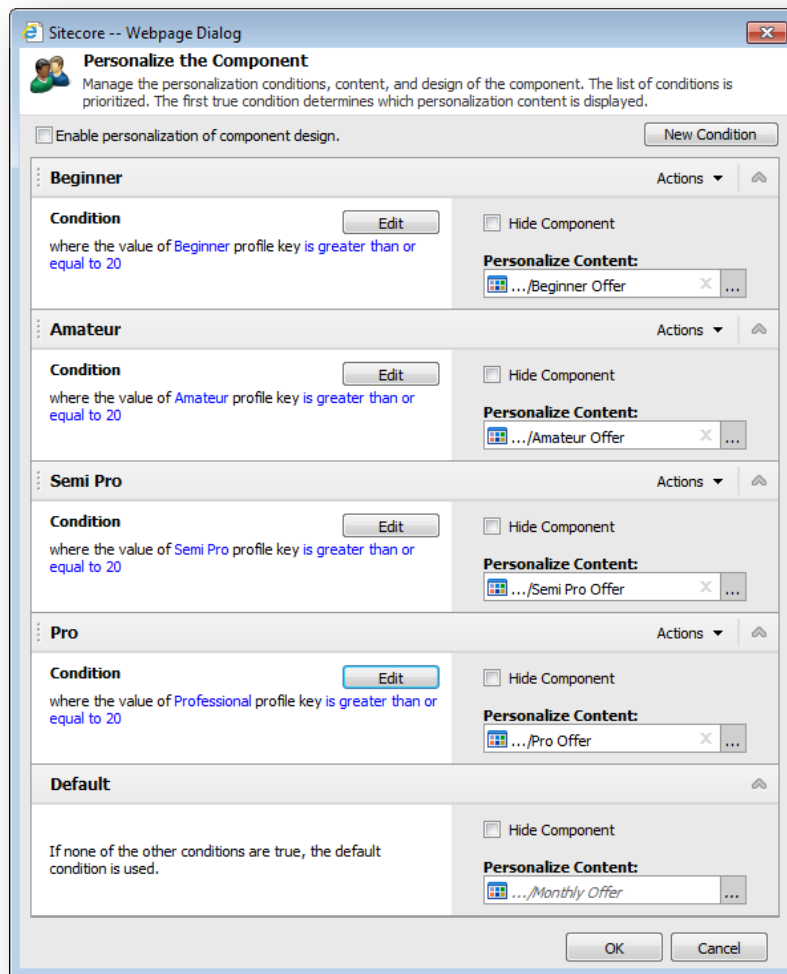 Sitecore -- Webpage Dialog
Personalize the Component
Manage the personalization conditions, content, and design of the component. The list of conditions is
prioritized. The first true condition determines which personalization content is displayed.
Enable personalization of component design.
New Condition
Beginner
Actions
Condition
Edit
where the value of Beginner profile key is greater than or
equal to 20
Hide Component
Personalize Content:
.../Beginner Offer
...
Amateur
Actions
Condition
Edit
where the value of Amateur profile key is greater than or
equal to 20
Hide Component
Personalize Content:
.../Amateur Offer
...
Semi Pro
Actions
Condition
Edit
where the value of Semi Pro profile key is greater than or
equal to 20
Hide Component
Personalize Content:
.../Semi Pro Offer
...
Pro
Actions
Condition
Edit
where the value of Professional profile key is greater than or
equal to 20
Hide Component
Personalize Content:
.../Pro Offer
...
Default
If none of the other conditions are true, the default
condition is used.
Hide Component
Personalize Content:
.../Monthly Offer
...
OK
Cancel